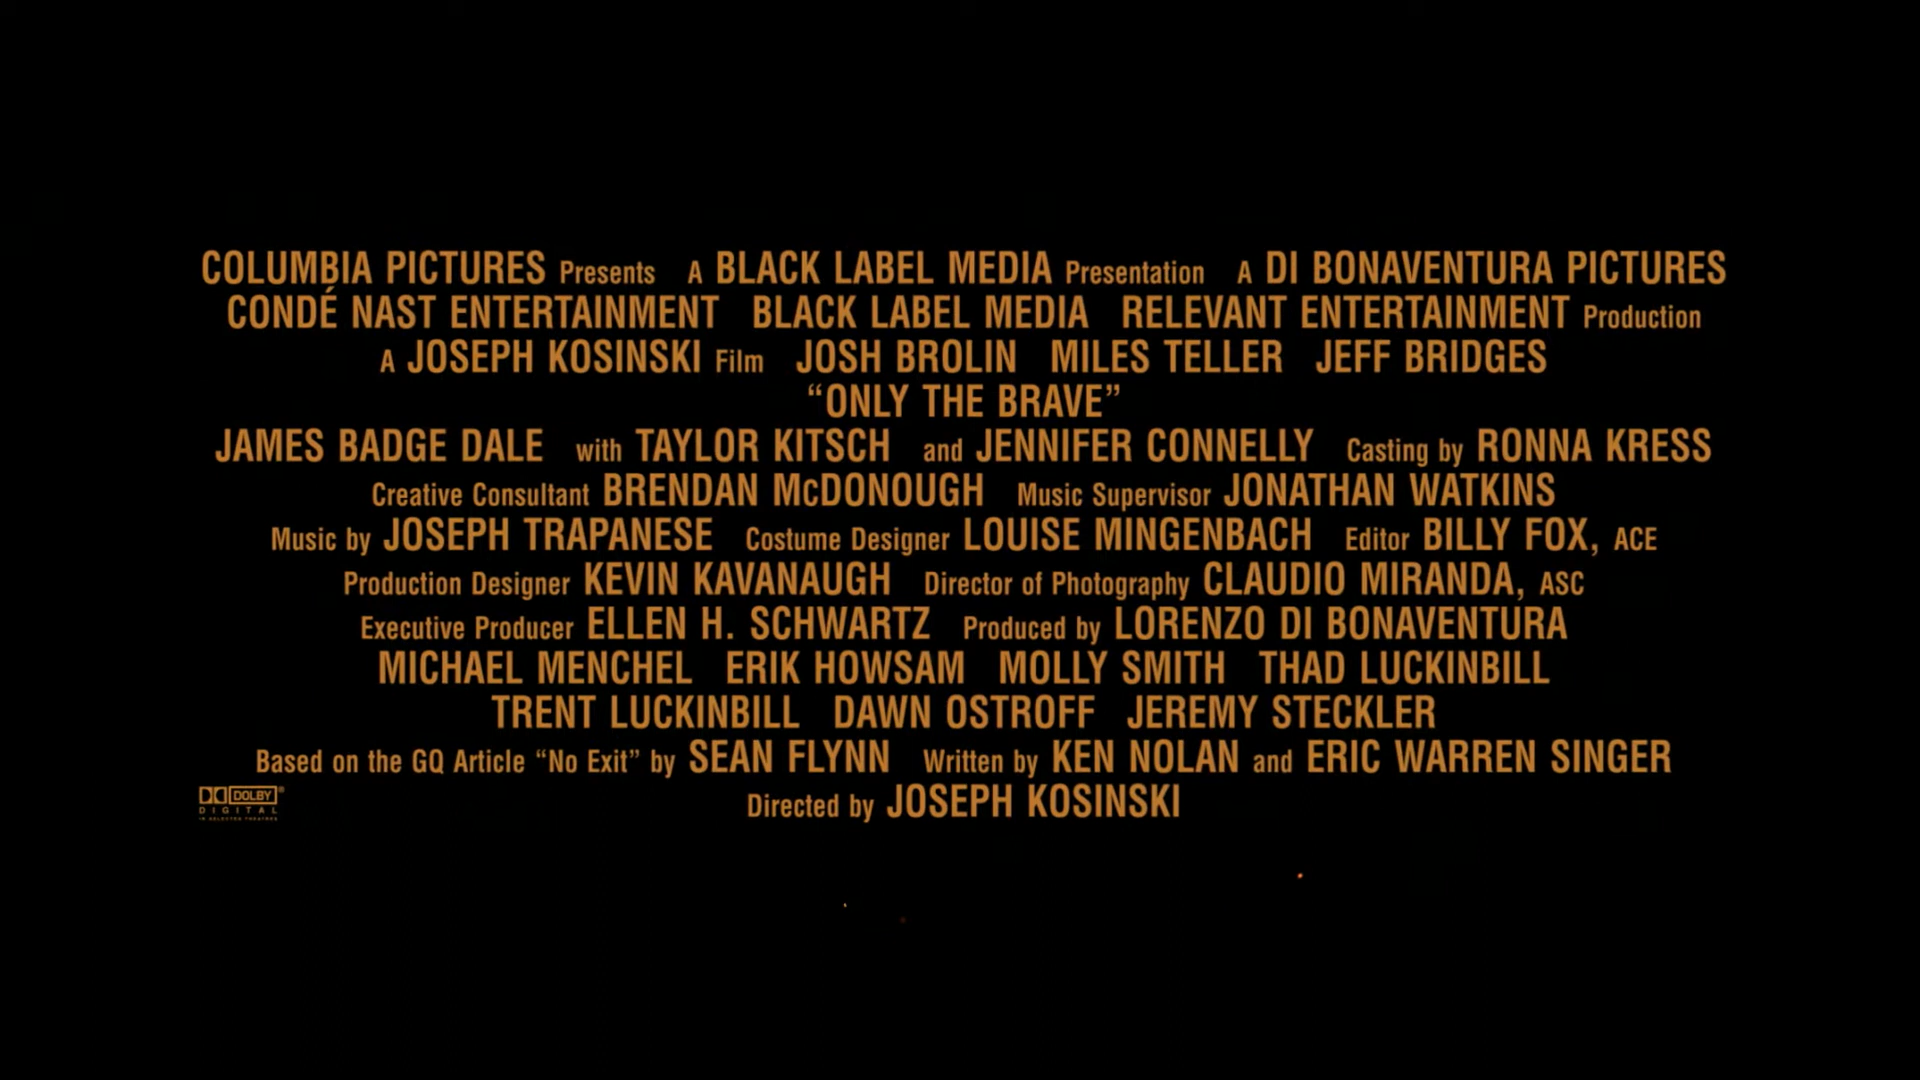 COLUMBIA PICTURES Presents A BLACK LABEL MEDIA Presentation A DI BONAVENTURA PICTURES
CONDÉ NAST ENTERTAINMENT BLACK LABEL MEDIA RELEVANT ENTERTAINMENT Production
A JOSEPH KOSINSKI Film JOSH BROLIN MILES TELLER JEFF BRIDGES
“ONLY THE BRAVE”
JAMES BADGE DALE with TAYLOR KITSCH and JENNIFER CONNELLY Casting by RONNA KRESS
Creative Consultant BRENDAN McDONOUGH Music Supervisor JONATHAN WATKINS
Music by JOSEPH TRAPANESE Costume Designer LOUISE MINGENBACH Editor BILLY FOX, ACE
Production Designer KEVIN KAVANAUGH Director of Photography CLAUDIO MIRANDA, ASC
Executive Producer ELLEN H. SCHWARTZ Produced by LORENZO DI BONAVENTURA
MICHAEL MENCHEL ERIK HOWSAM MOLLY SMITH THAD LUCKINBILL
TRENT LUCKINBILL DAWN OSTROFF JEREMY STECKLER
Based on the GQ Article “No Exit” by SEAN FLYNN Written by KEN NOLAN and ERIC WARREN SINGER
Directed by JOSEPH KOSINSKI
DOLBY®
DIGITAL
IN SELECTED THEATRES